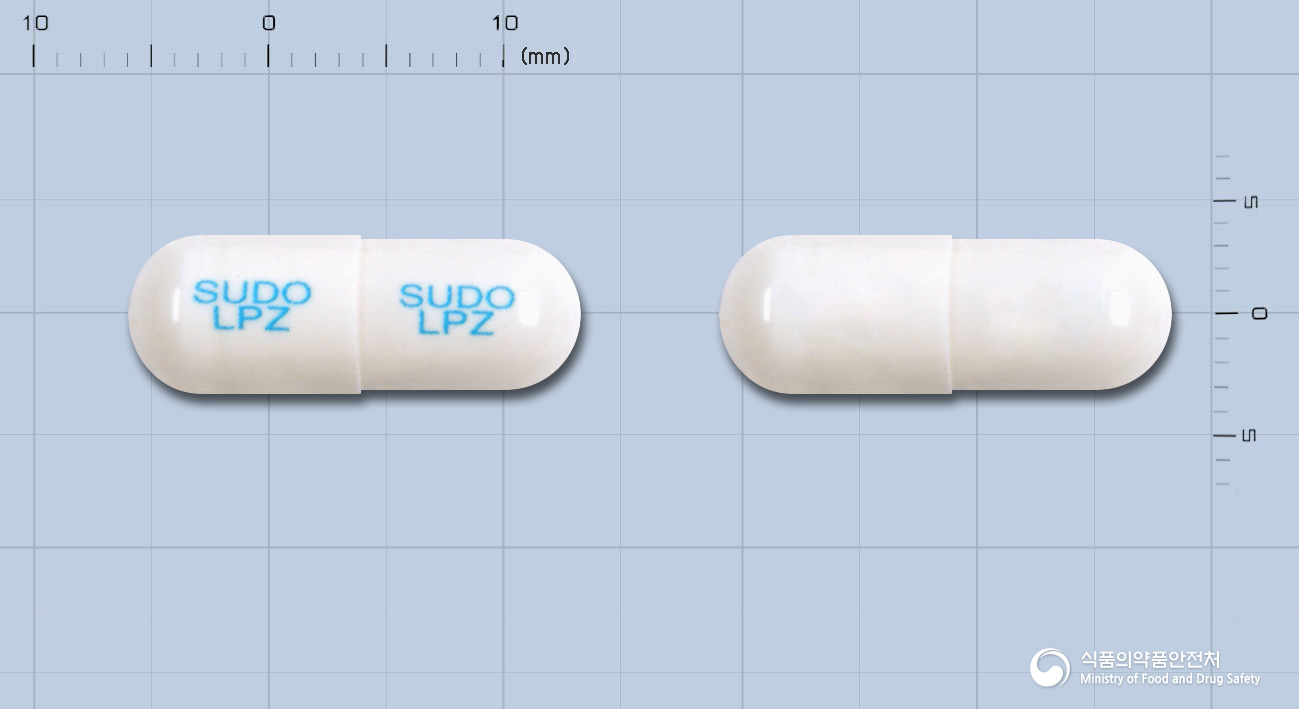 10 0 10 (mm)
SUDO SUDO
LPZ LPZ
5
0
5
식품의약품안전처
Ministry of Food and Drug Safety